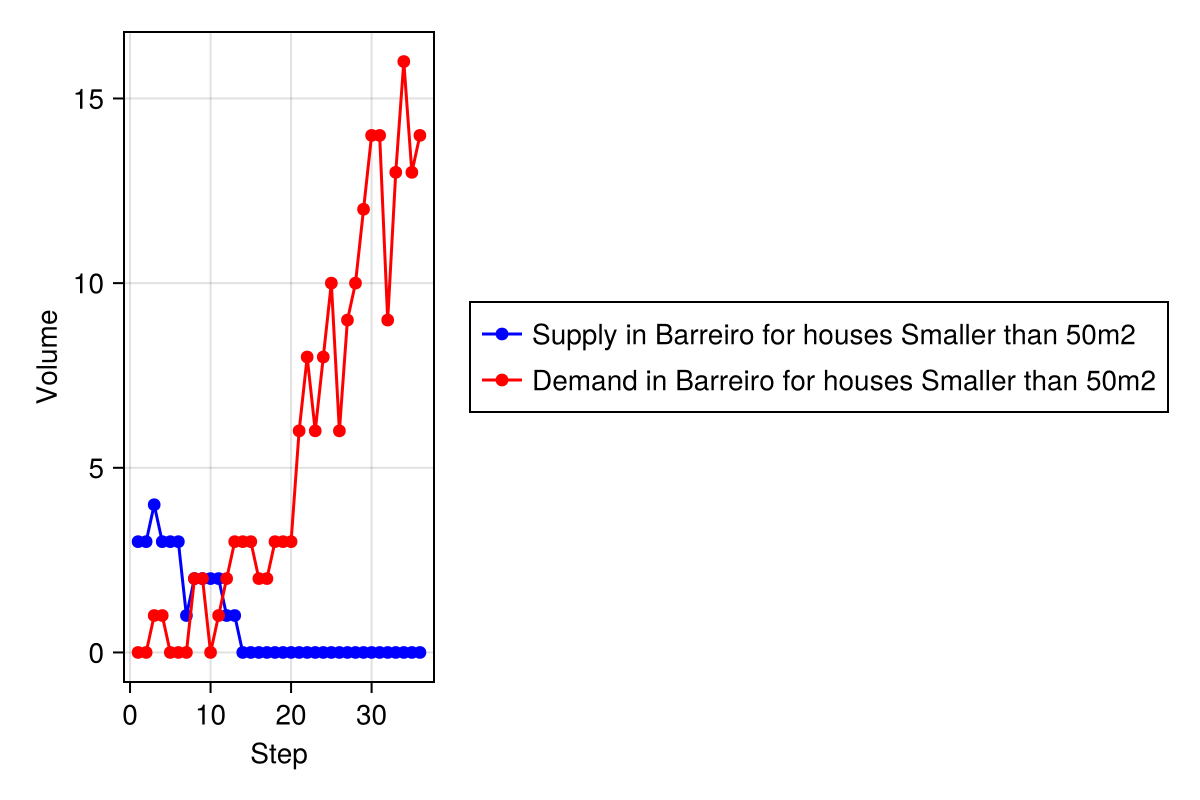 15
10
5
0
Volume
0 10 20 30
Step
Supply in Barreiro for houses Smaller than 50m2
Demand in Barreiro for houses Smaller than 50m2